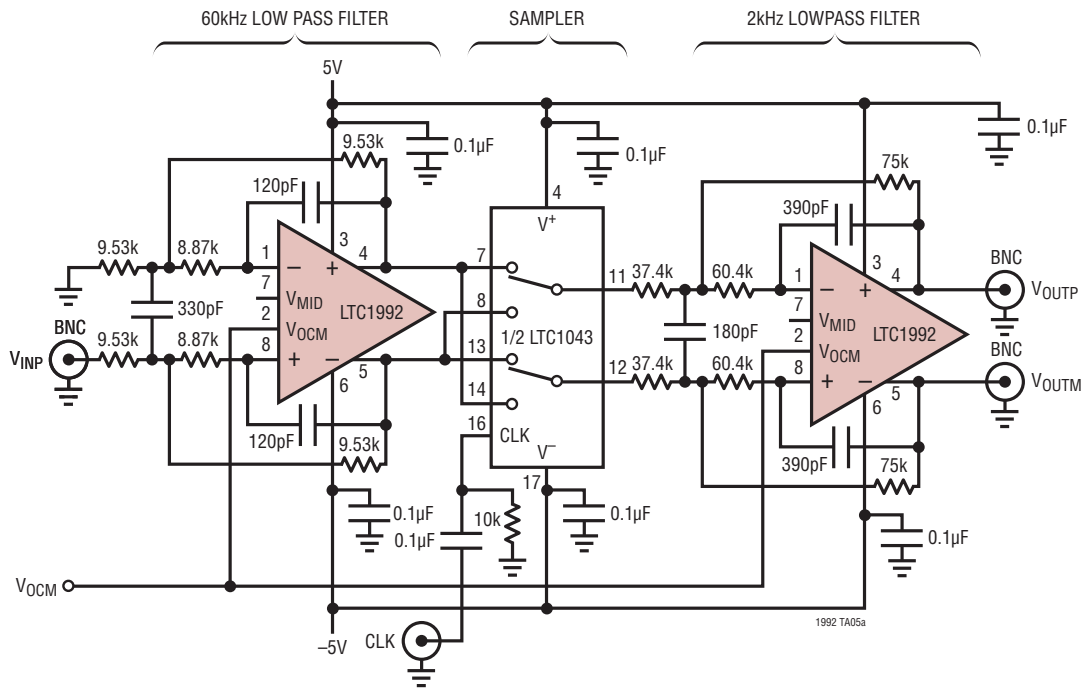 60kHz LOW PASS FILTER
SAMPLER
2kHz LOWPASS FILTER
5V
0.1µF
0.1µF
0.1µF
9.53k
75k
120pF
390pF
4
V+
9.53k
8.87k
1
3
4
7
11
37.4k
60.4k
1
3
4
BNC
VOUTP
7
VMID
330pF
2
VOCM
LTC1992
8
1/2 LTC1043
180pF
7
VMID
LTC1992
2
VOCM
BNC
VINP
BNC
9.53k
8.87k
8
5
6
13
12
37.4k
60.4k
8
5
6
VOUTM
14
16
CLK
V–
120pF
9.53k
390pF
75k
17
0.1µF
0.1µF
10k
0.1µF
0.1µF
VOCM
–5V
CLK
1992 TA05a